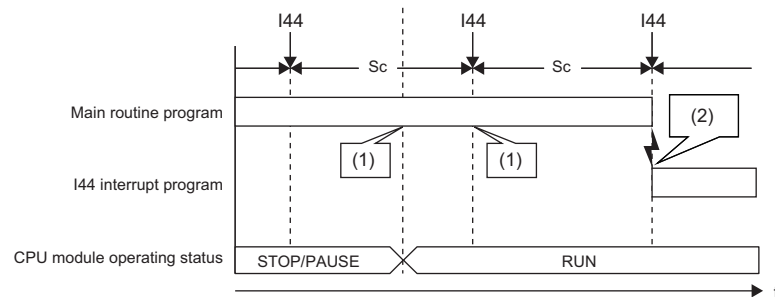 I44 I44 I44
Sc Sc
Main routine program
(2)
(1) (1)
I44 interrupt program
CPU module operating status STOP/PAUSE RUN